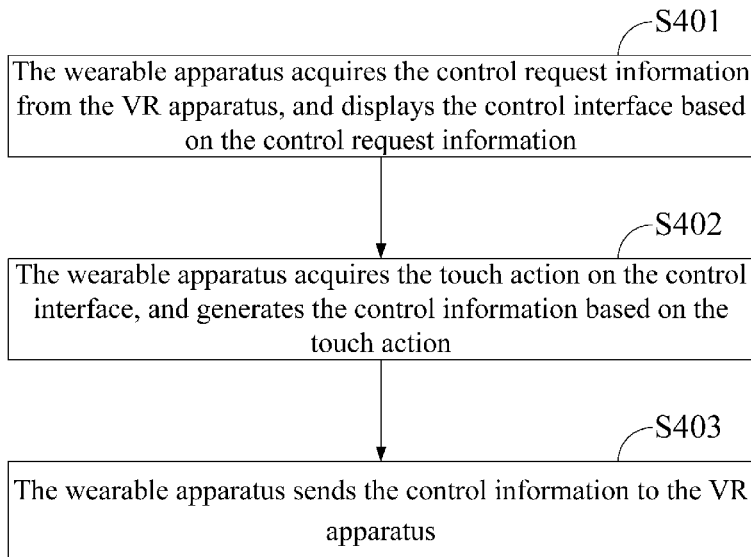 S401
The wearable apparatus acquires the control request information
from the VR apparatus, and displays the control interface based
on the control request information
S402
The wearable apparatus acquires the touch action on the control
interface, and generates the control information based on the
touch action
S403
The wearable apparatus sends the control information to the VR
apparatus